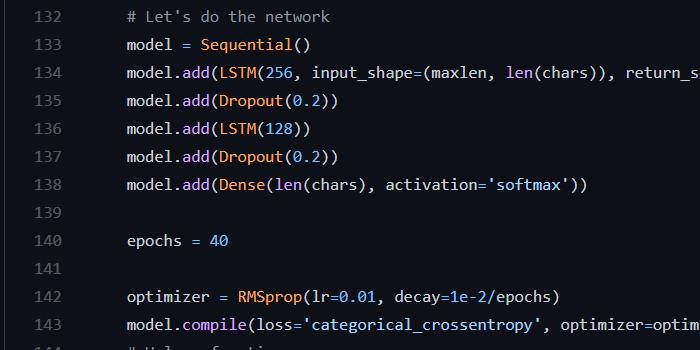 132 # Let's do the network
133 model = Sequential()
134 model.add(LSTM(256, input_shape=(maxlen, len(chars)), return_s
135 model.add(Dropout(0.2))
136 model.add(LSTM(128))
137 model.add(Dropout(0.2))
138 model.add(Dense(len(chars), activation='softmax'))
139
140 epochs = 40
141
142 optimizer = RMSprop(lr=0.01, decay=1e-2/epochs)
143 model.compile(loss='categorical_crossentropy', optimizer=optim